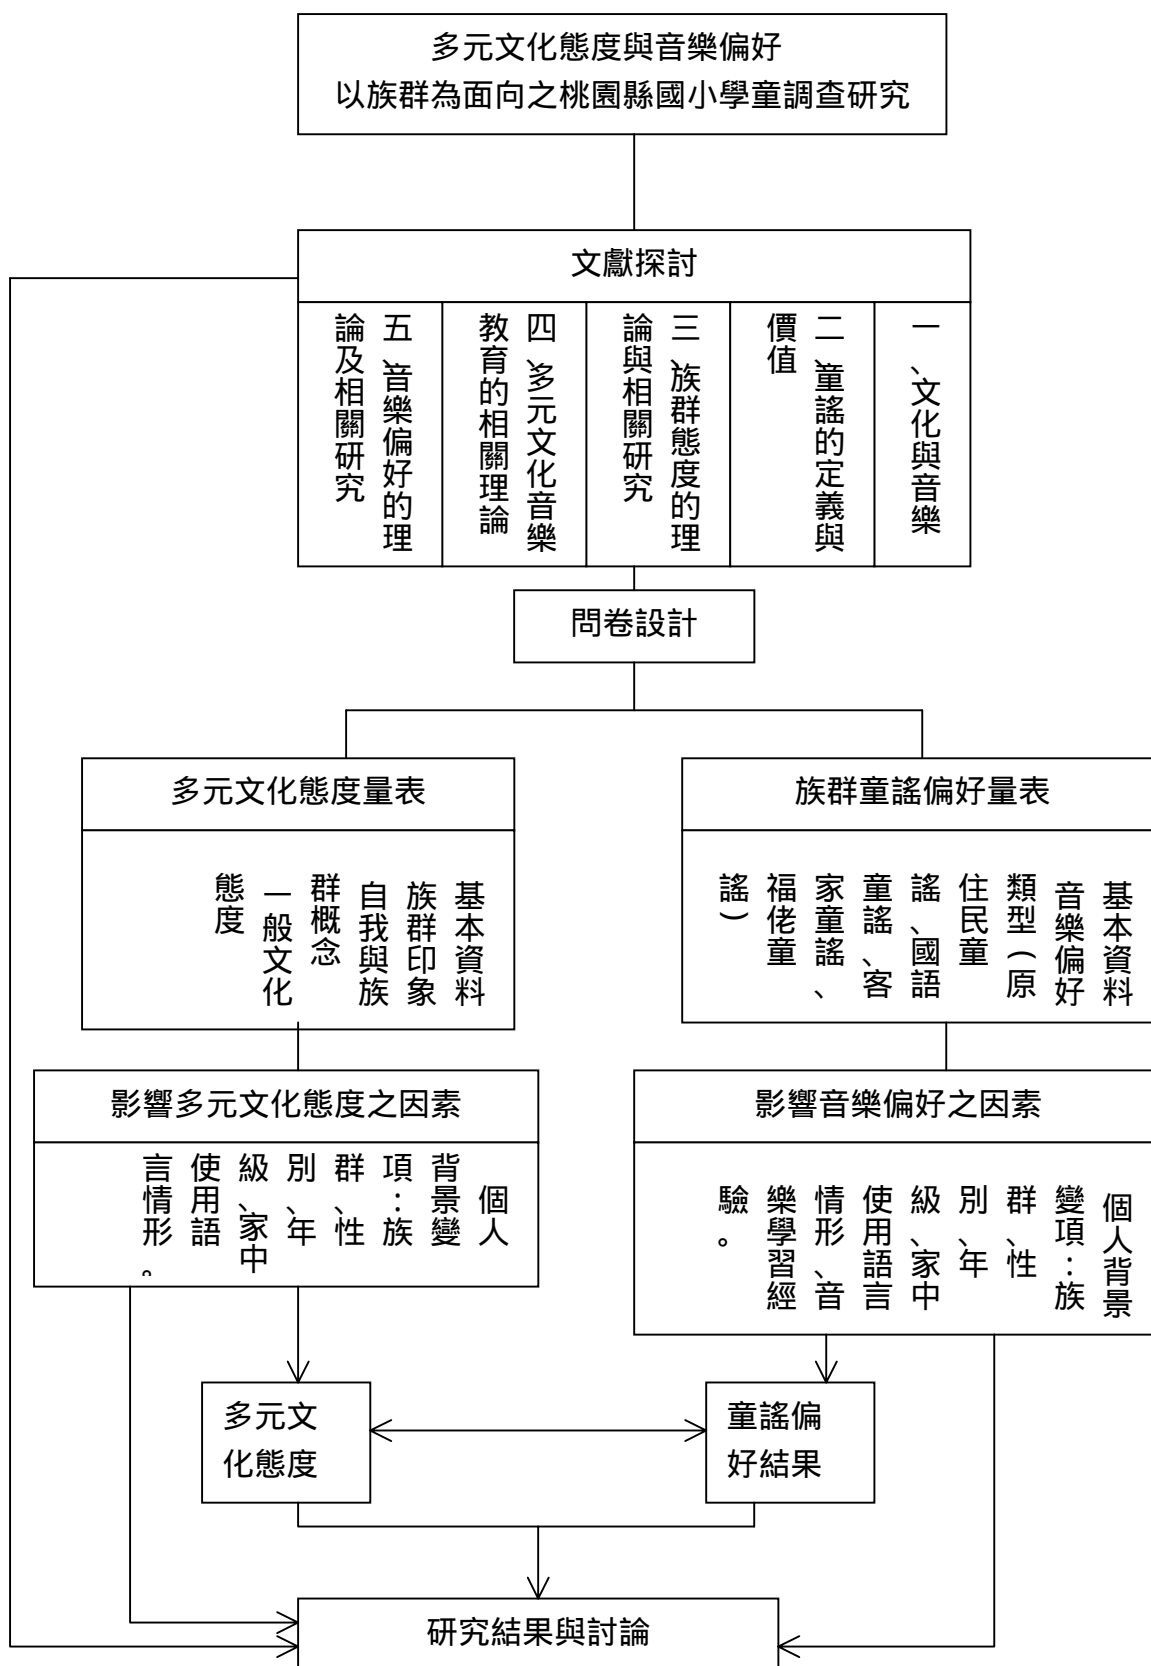 多元文化態度與音樂偏好
以族群為面向之桃園縣國小學童調查研究
文獻探討
一、文化與音樂
二、童謠的定義與
價值
三、族群態度的理
論與相關研究
四、多元文化音樂
教育的相關理論
五、音樂偏好的理
論及相關研究
問卷設計
多元文化態度量表
基本資料
族群印象
自我與族
群概念
一般文化
態度
族群童謠偏好量表
基本資料
音樂偏好
類型(原
住民童
謠、國語
童謠、客
家童謠、
福佬童
謠)
影響多元文化態度之因素
個人
背景變
項：族
群、性
別、年
級、家中
使用語
言情形。
影響音樂偏好之因素
個人背景
變項：族
群、性
別、年
級、家中
使用語言
情形、音
樂學習經
驗。
多元文
化態度
童謠偏
好結果
研究結果與討論